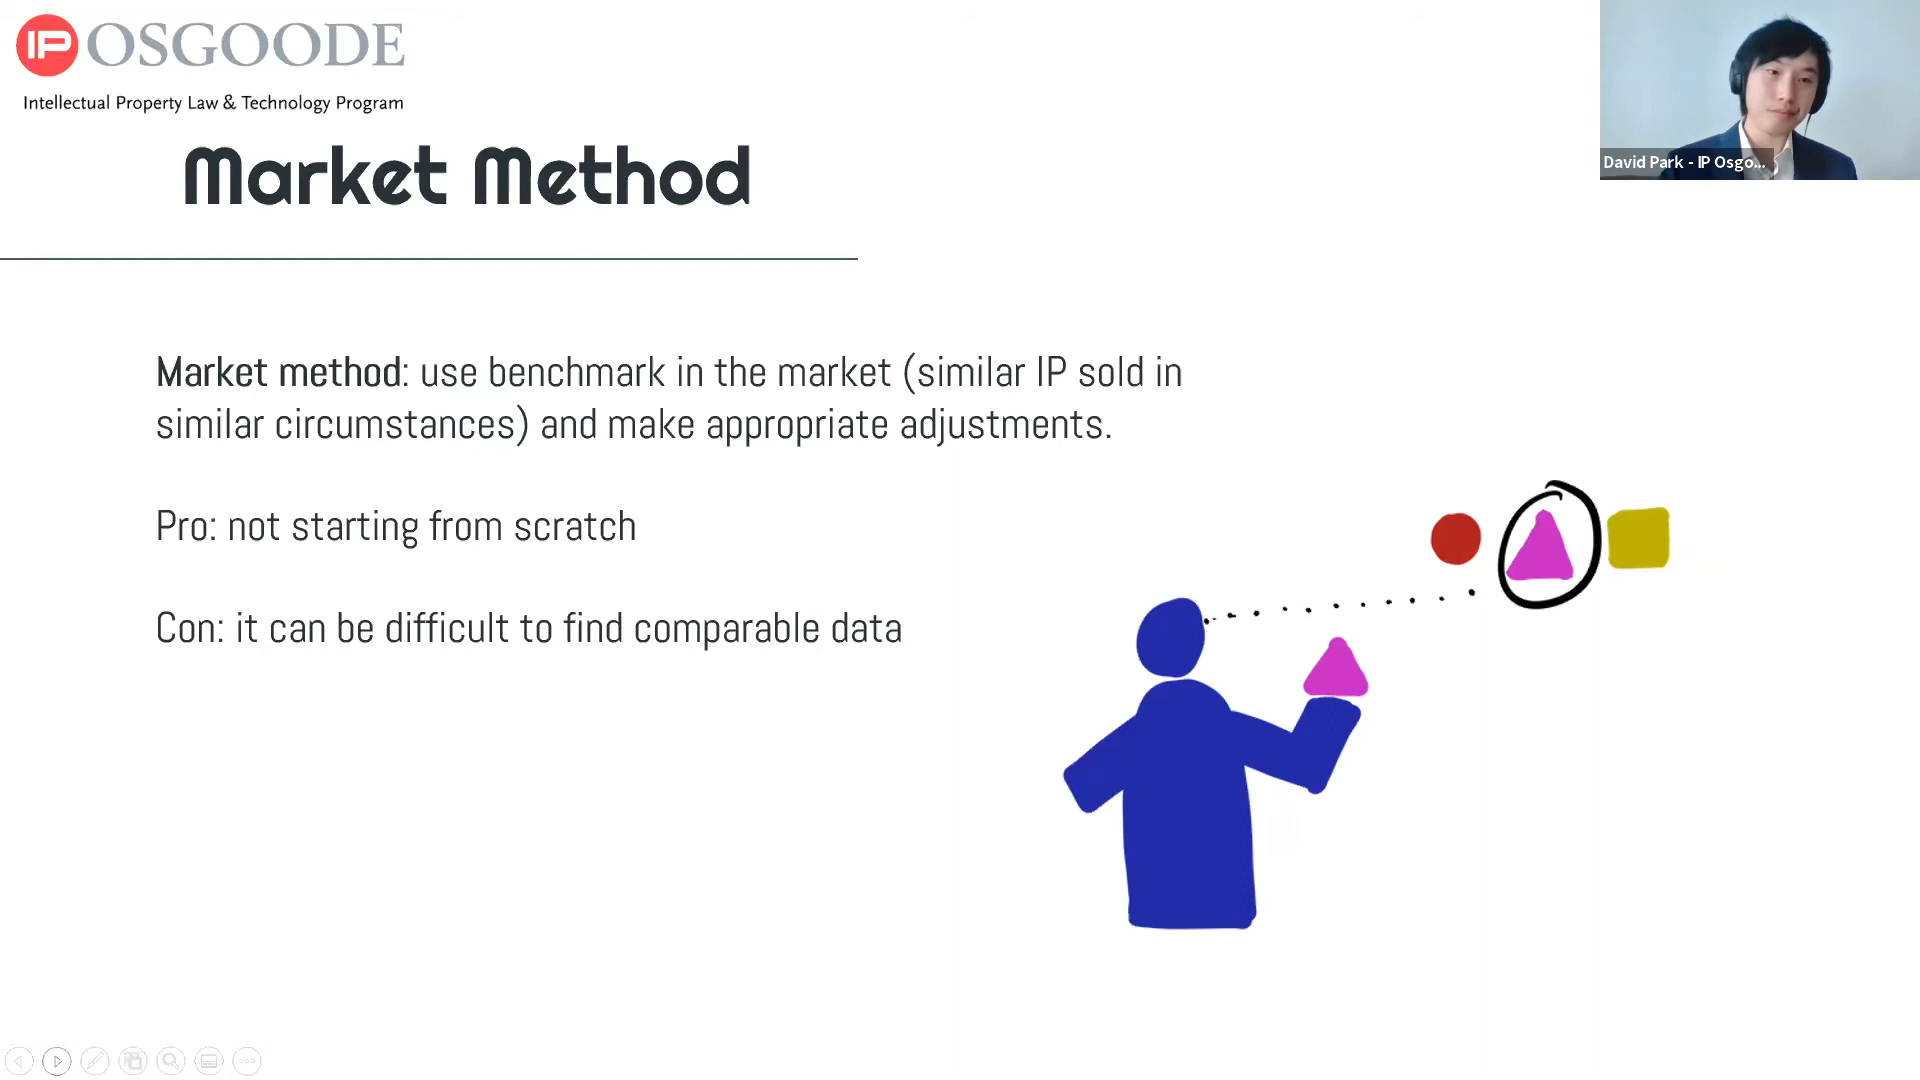 IP OSGOODE
Intellectual Property Law & Technology Program
David Park - IP Osgo...
Market Method
Market method: use benchmark in the market (similar IP sold in
similar circumstances) and make appropriate adjustments.
Pro: not starting from scratch
Con: it can be difficult to find comparable data